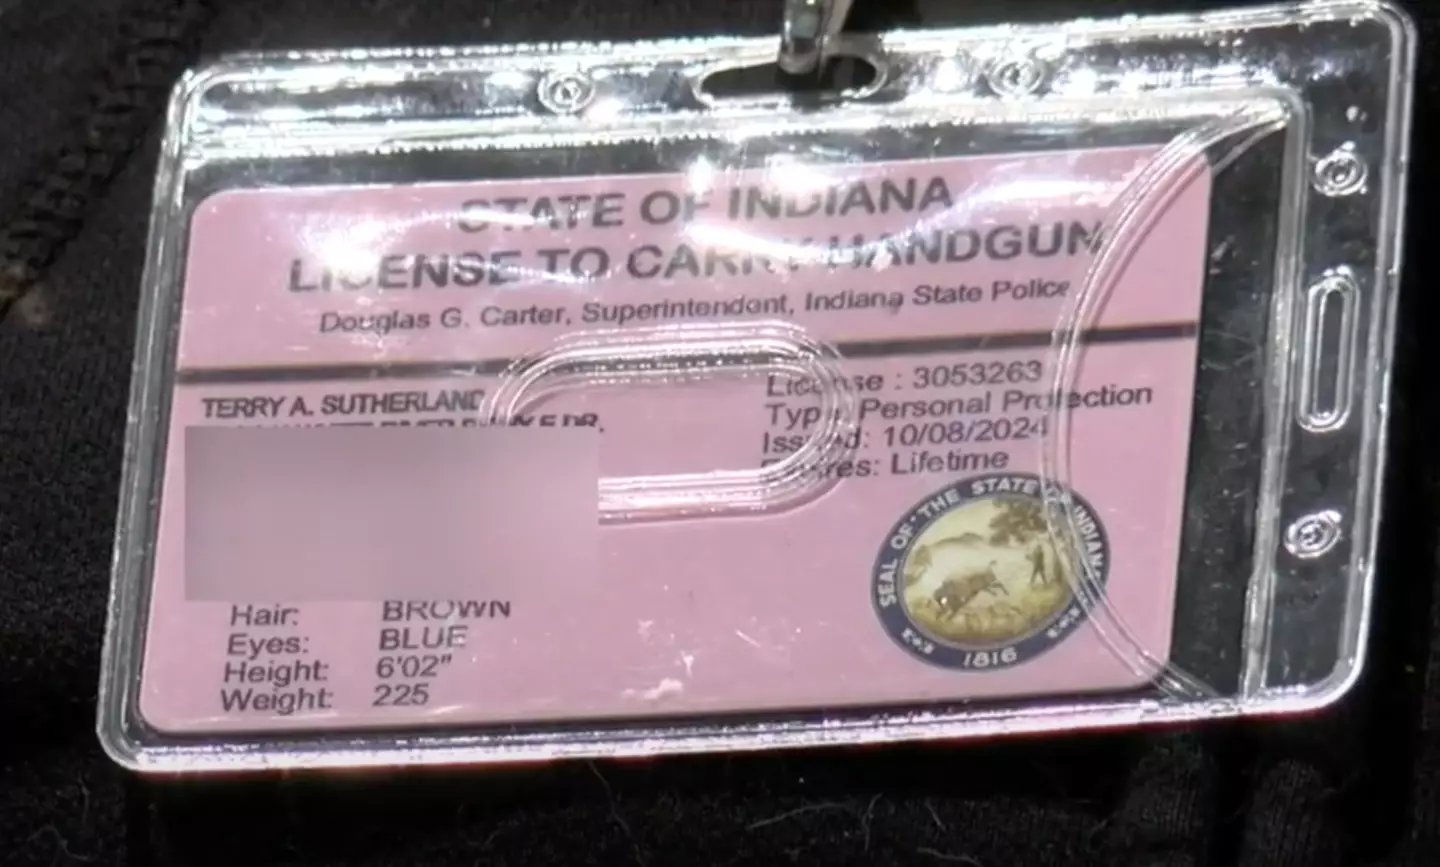 STATE OF INDIANA
LICENSE TO CARRY HANDGUN
Douglas G. Carter, Superintendent, Indiana State Police
TERRY A. SUTHERLAND
DR.
License : 3053263
Type: Personal Protection
Issued: 10/08/2024
Expires: Lifetime
Hair: BROWN
Eyes: BLUE
Height: 6'02"
Weight: 225
SEAL OF THE STATE OF INDIANA
1816